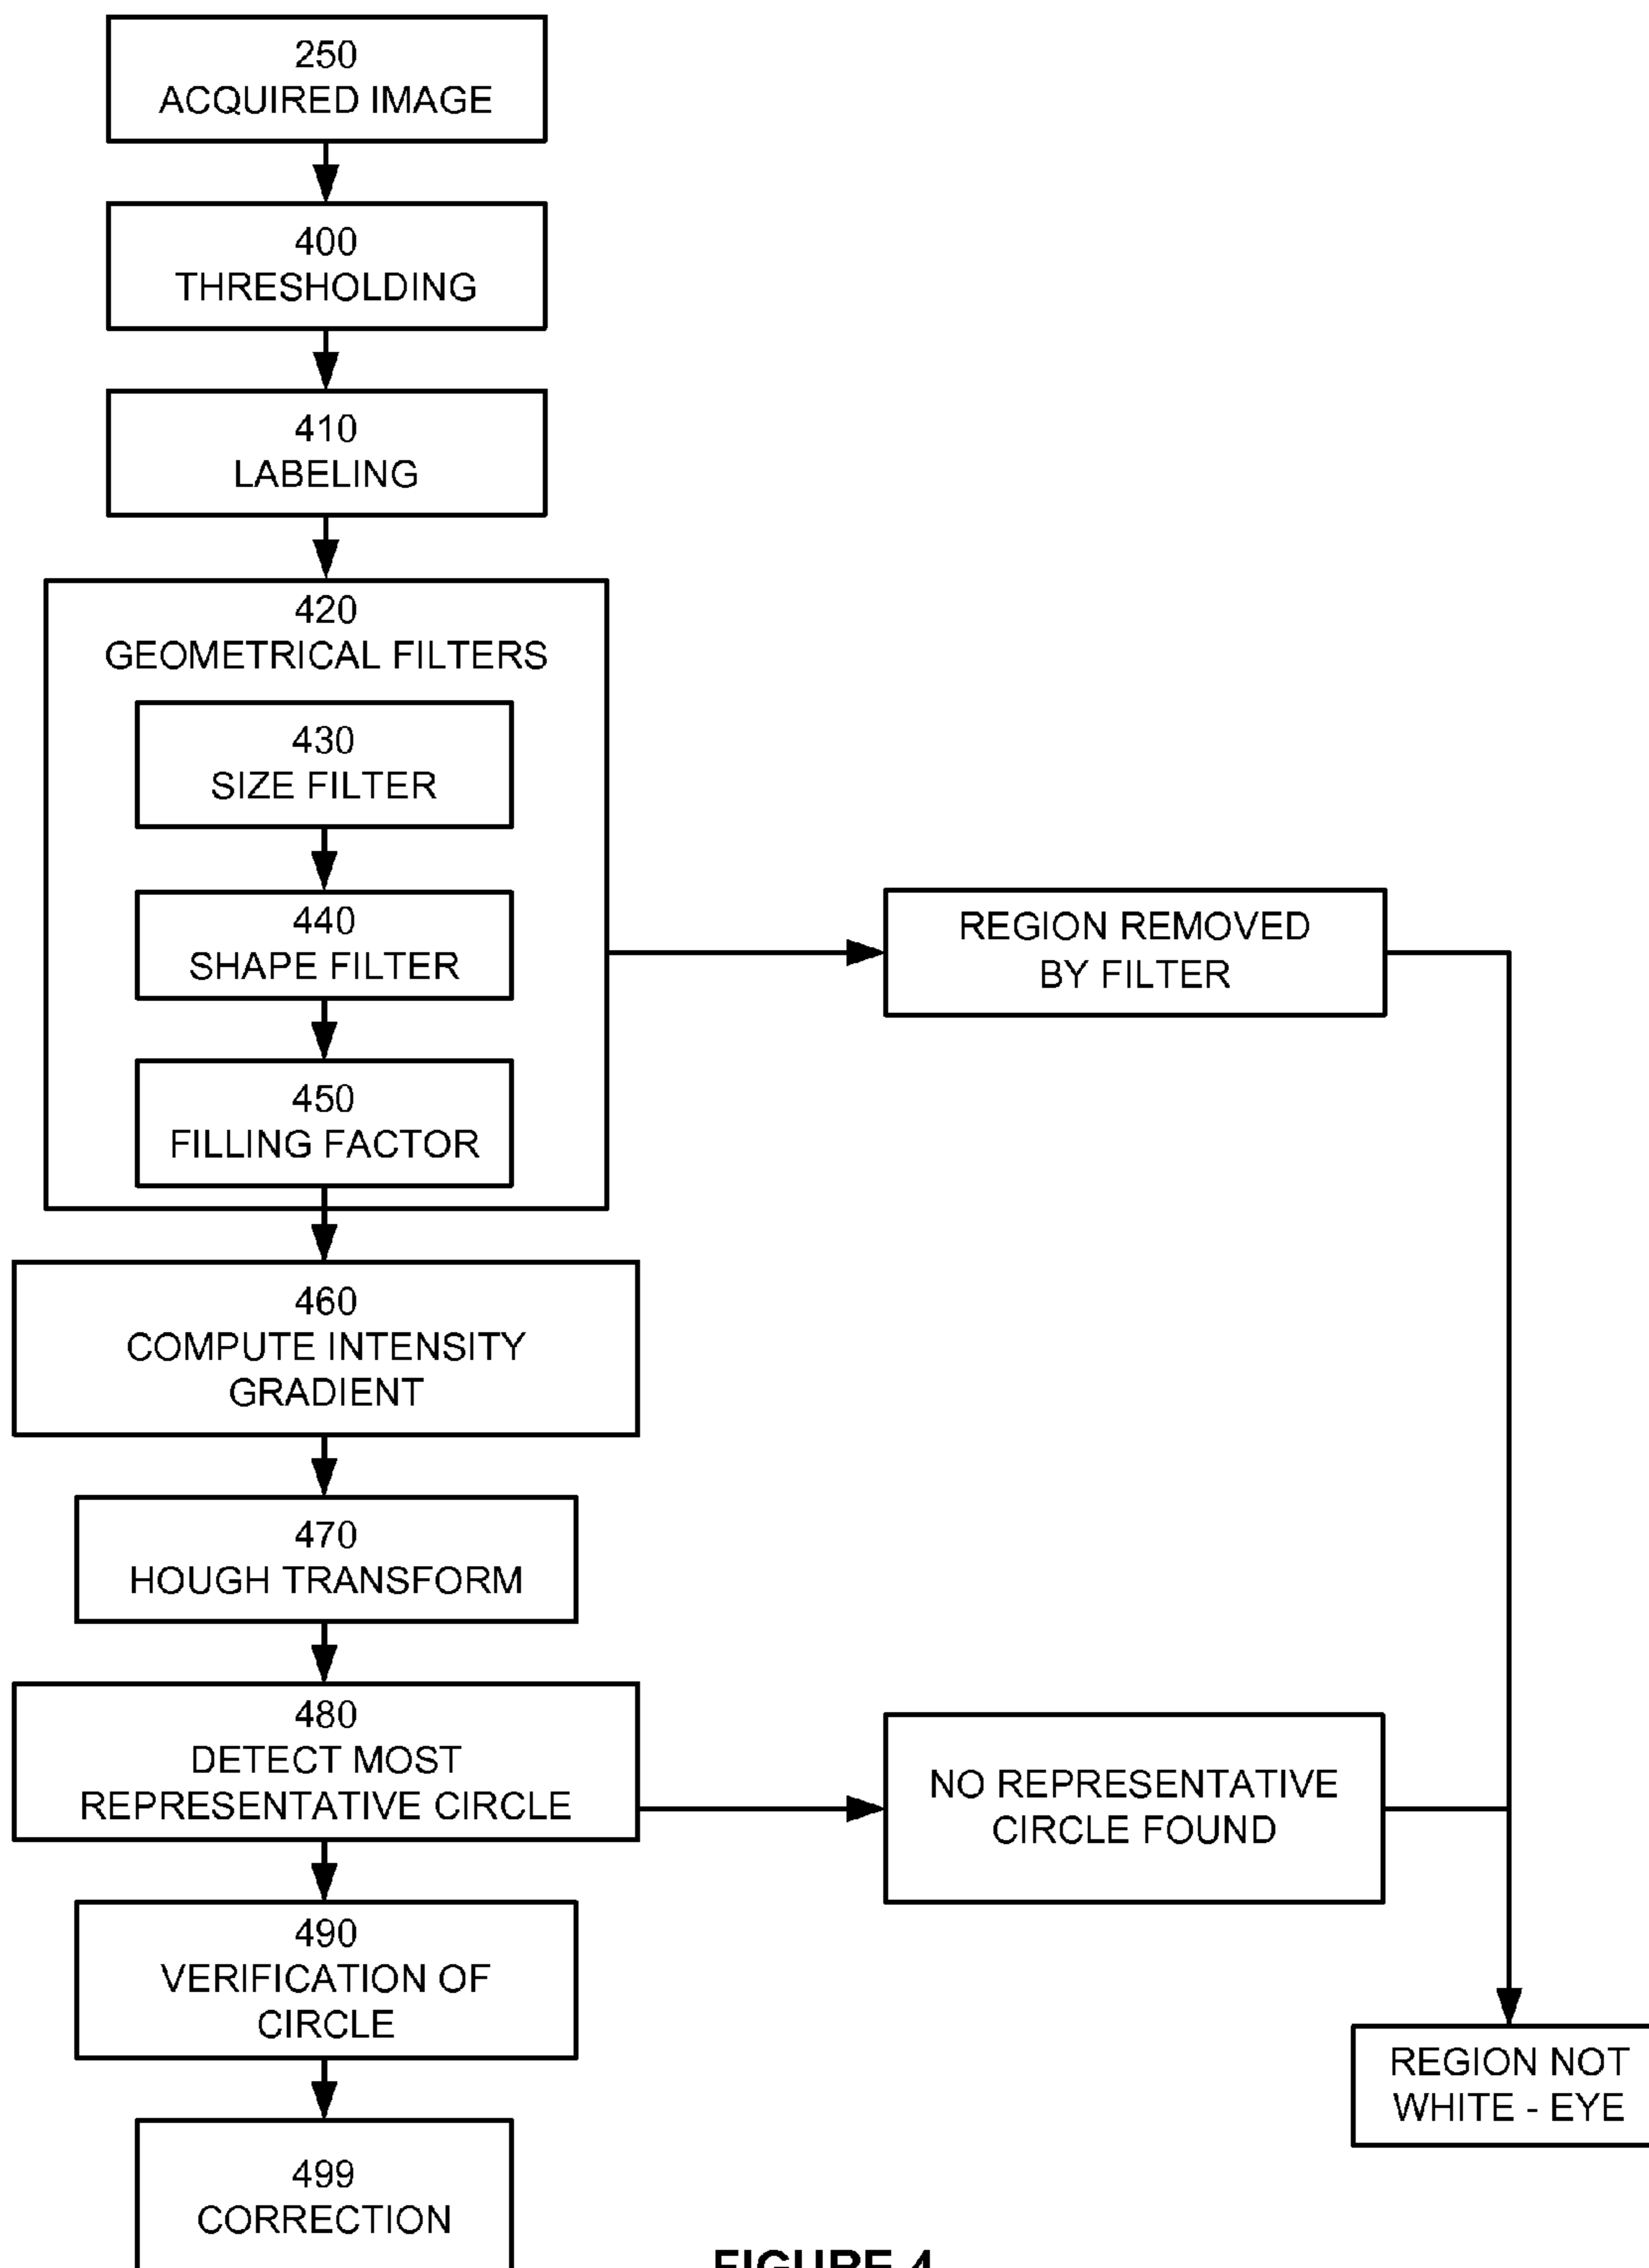 250
ACQUIRED IMAGE
400
THRESHOLDING
410
LABELING
420
GEOMETRICAL FILTERS
430
SIZE FILTER
440
SHAPE FILTER
REGION REMOVED
BY FILTER
450
FILLING FACTOR
460
COMPUTE INTENSITY
GRADIENT
470
HOUGH TRANSFORM
480
DETECT MOST
REPRESENTATIVE CIRCLE
NO REPRESENTATIVE
CIRCLE FOUND
490
VERIFICATION OF
CIRCLE
REGION NOT
WHITE - EYE
499
CORRECTION
FIGURE 4